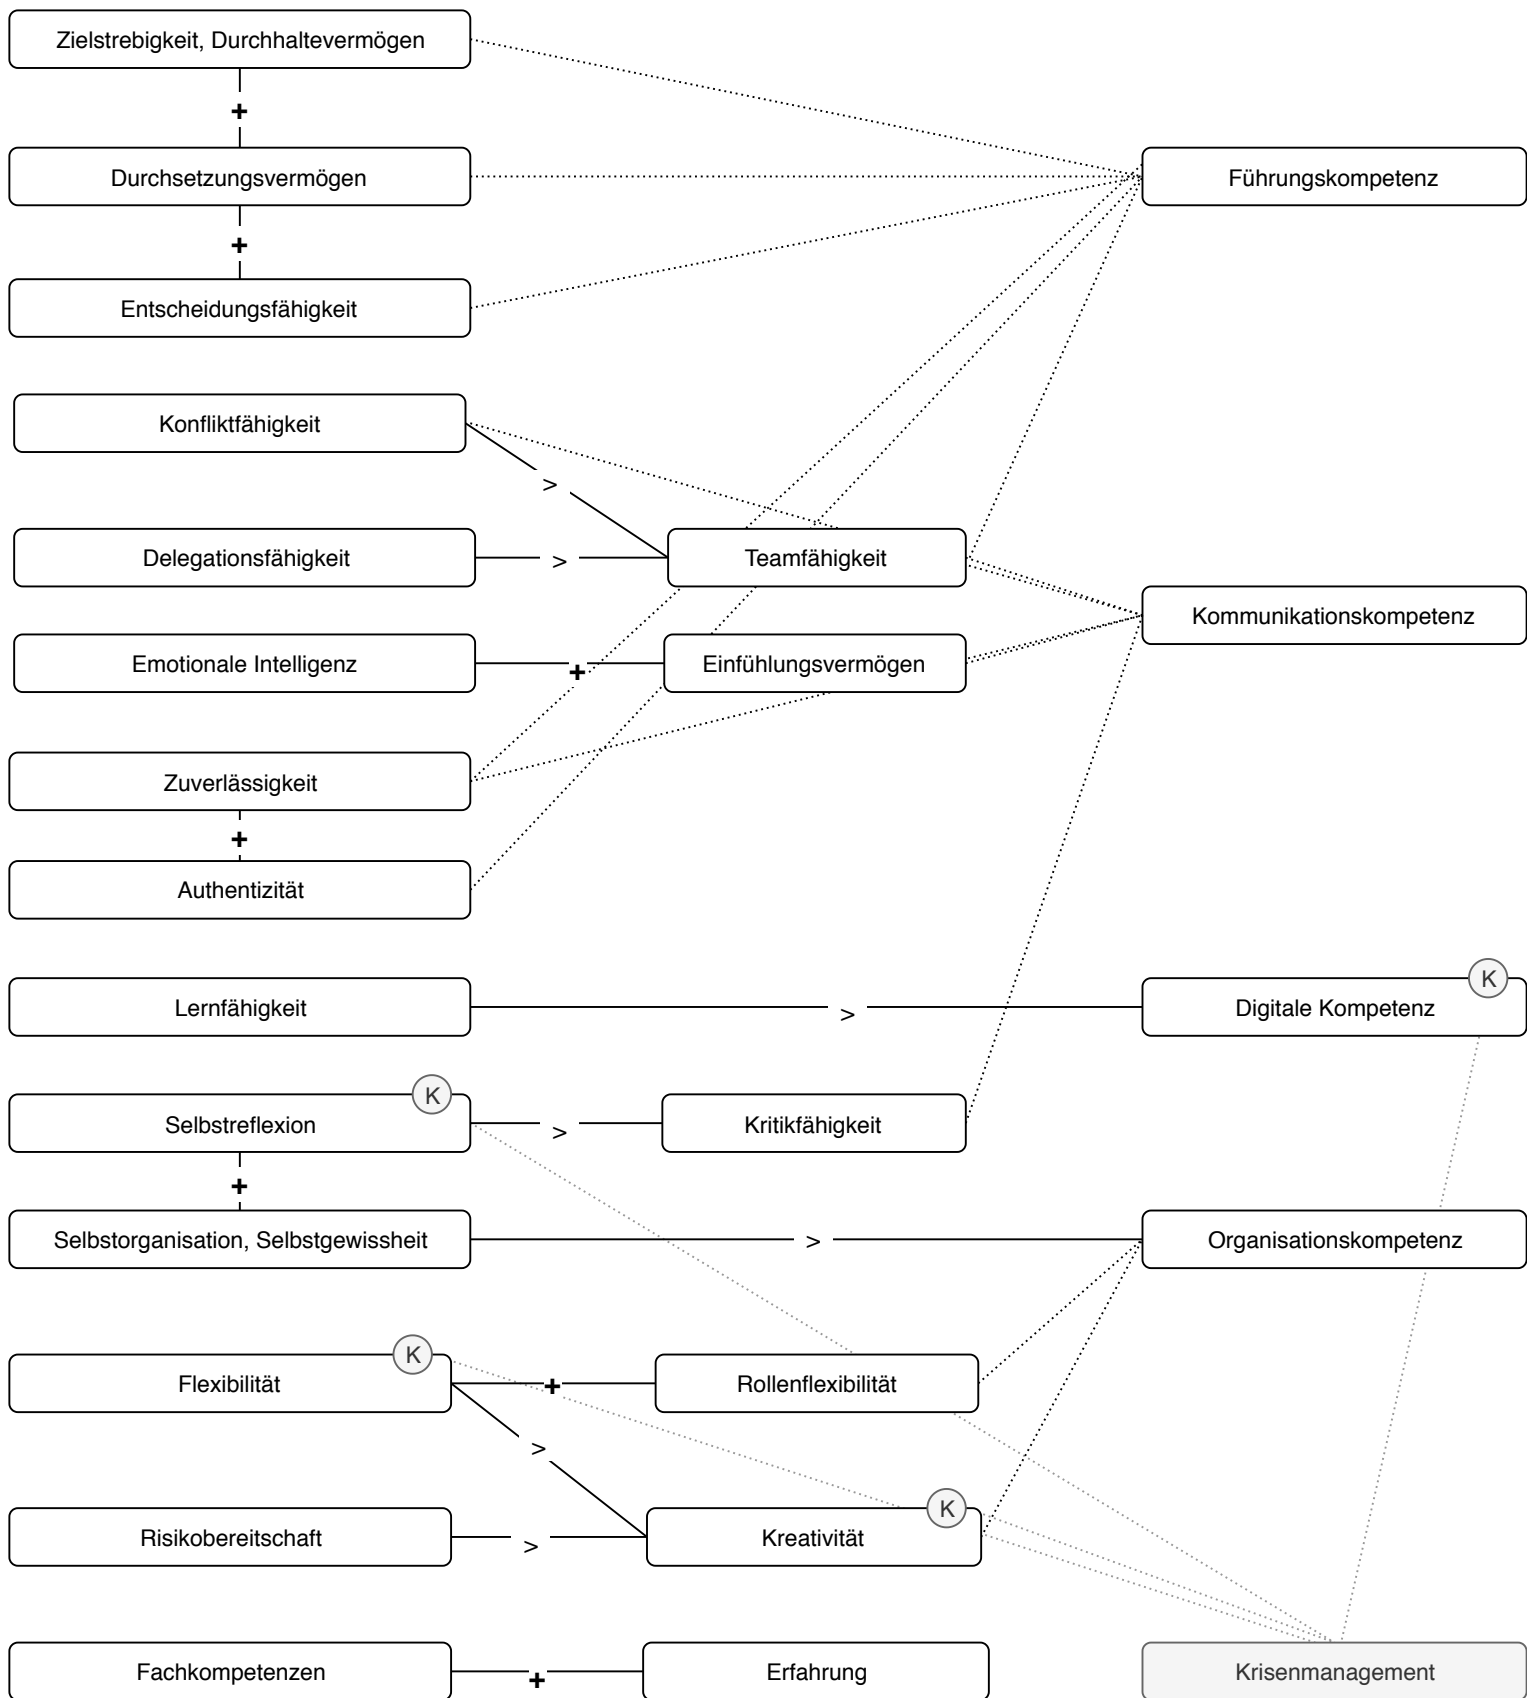 Zielstrebigkeit, Durchhaltevermögen
+
Durchsetzungsvermögen
Führungskompetenz
+
Entscheidungsfähigkeit
Konfliktfähigkeit
>
Delegationsfähigkeit
>
Teamfähigkeit
Kommunikationskompetenz
Emotionale Intelligenz
+
Einfühlungsvermögen
Zuverlässigkeit
+
Authentizität
Lernfähigkeit
>
Digitale Kompetenz
K
Selbstreflexion
K
>
Kritikfähigkeit
+
Selbstorganisation, Selbstgewissheit
>
Organisationskompetenz
Flexibilität
K
+
Rollenflexibilität
>
Risikobereitschaft
>
Kreativität
K
Fachkompetenzen
+
Erfahrung
Krisenmanagement